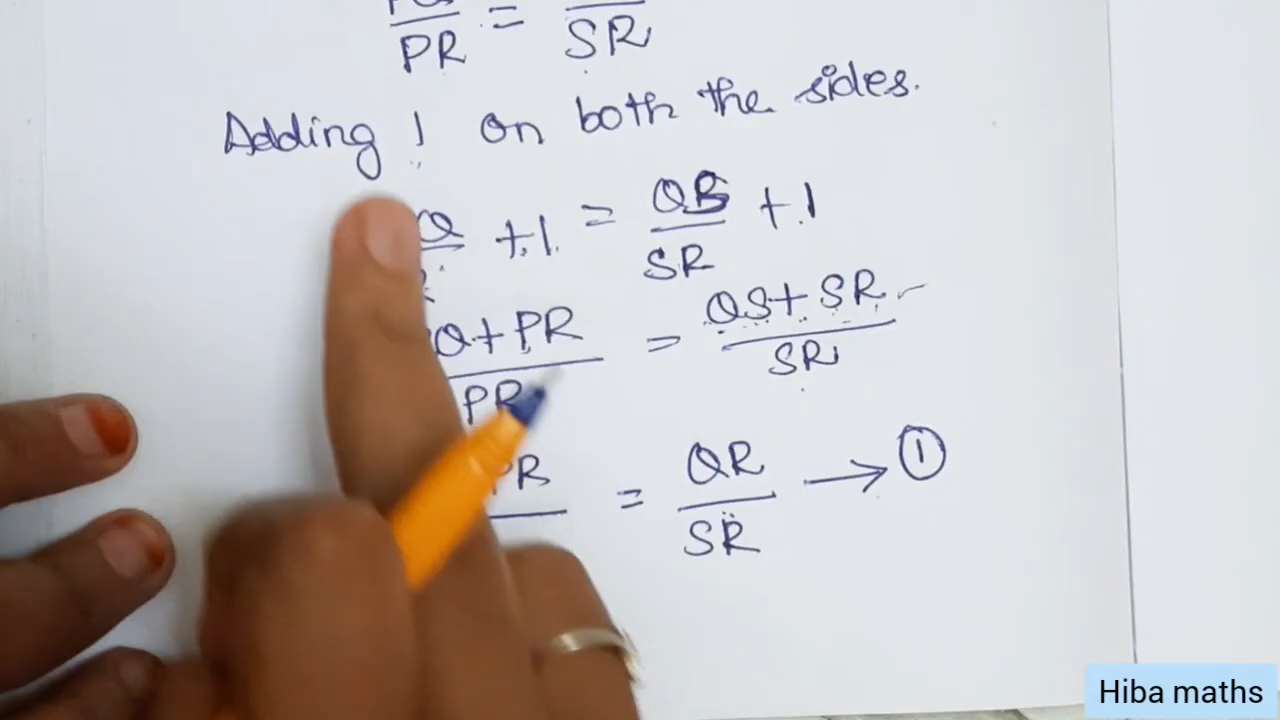 PR = SR
Adding 1 on both the sides.
Q +1 = QS/SR +1
Q+PR/PR = QS+SR/SR
PR = QR/SR → ①
Hiba maths